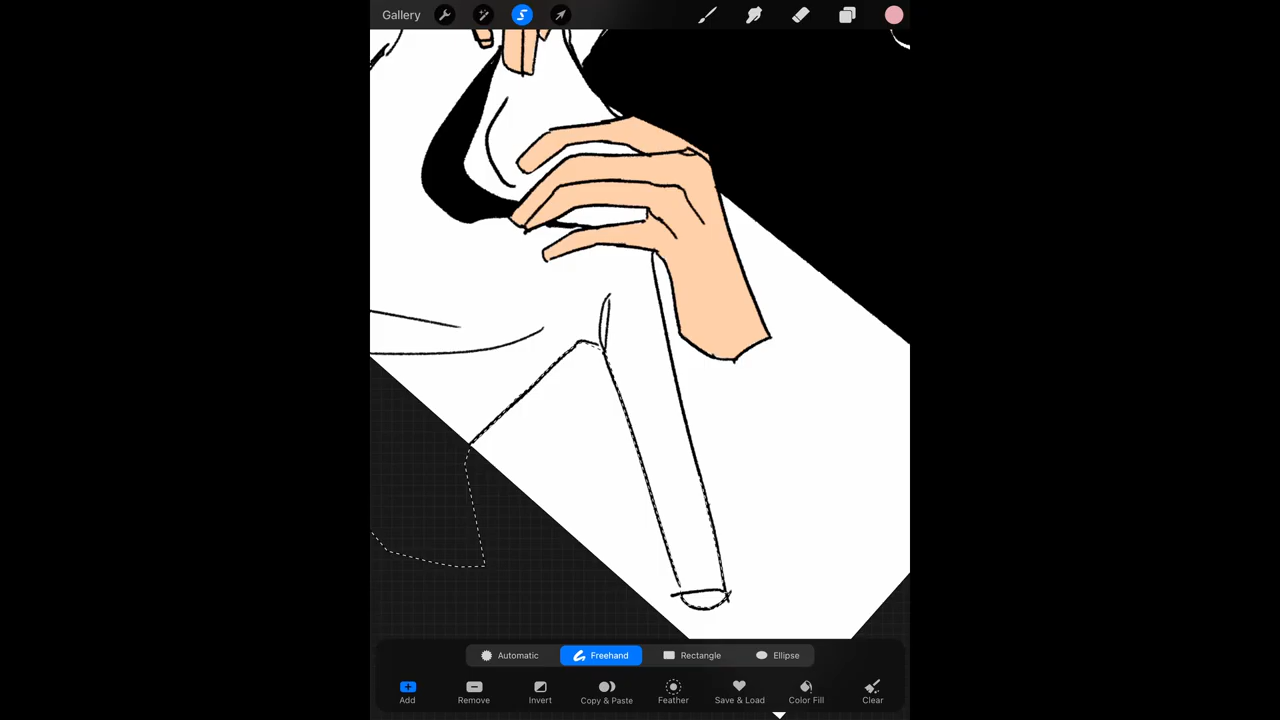 Gallery
Automatic Freehand Rectangle Ellipse
Add Remove Invert Copy & Paste Feather Save & Load Color Fill Clear